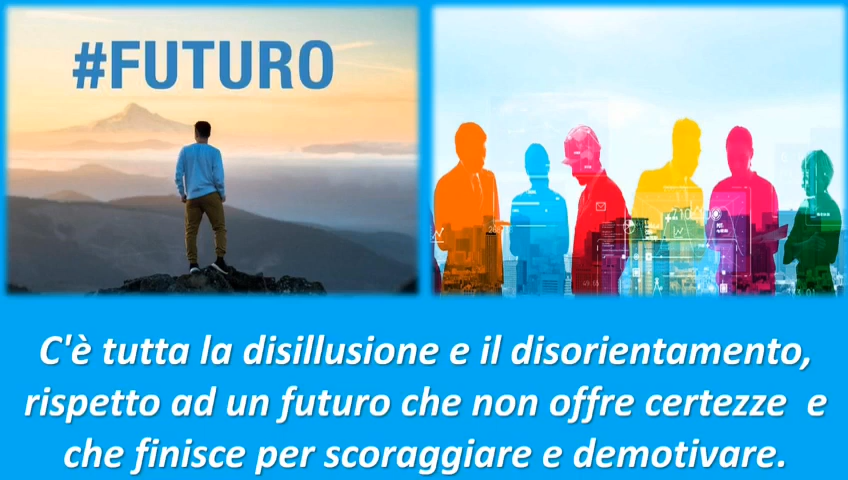 #FUTURO
C'è tutta la disillusione e il disorientamento,
rispetto ad un futuro che non offre certezze e
che finisce per scoraggiare e demotivare.